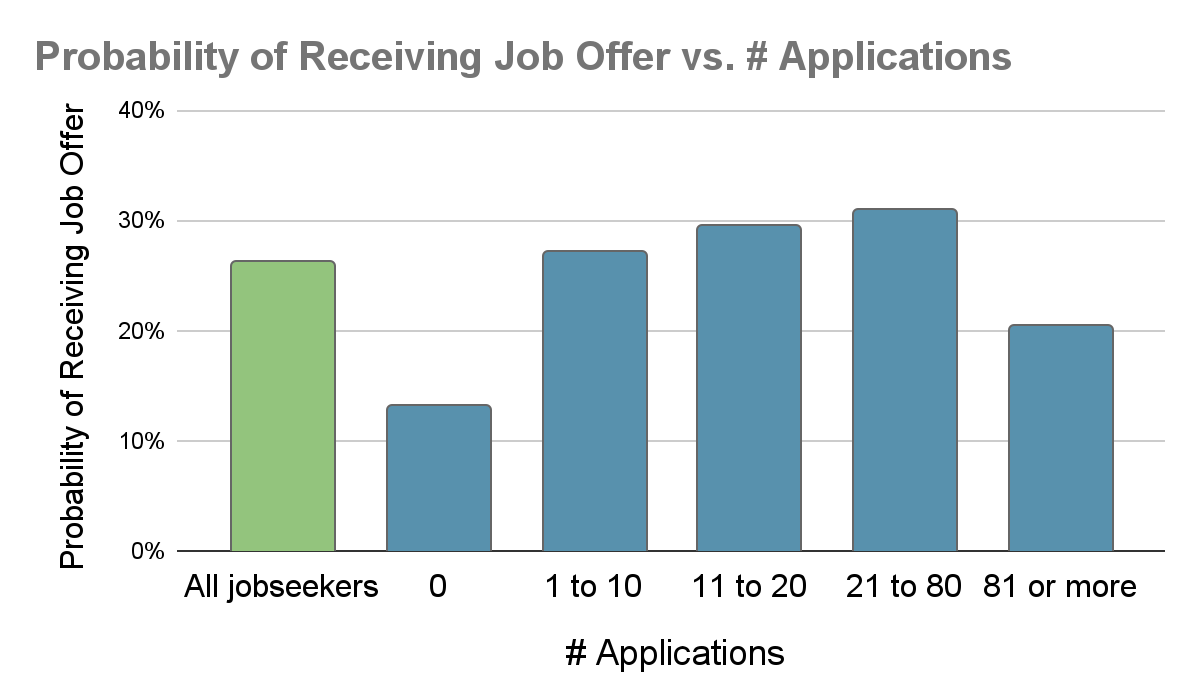 Probability of Receiving Job Offer vs. # Applications
Probability of Receiving Job Offer
40%
30%
20%
10%
0%
All jobseekers
0
1 to 10
11 to 20
21 to 80
81 or more
# Applications